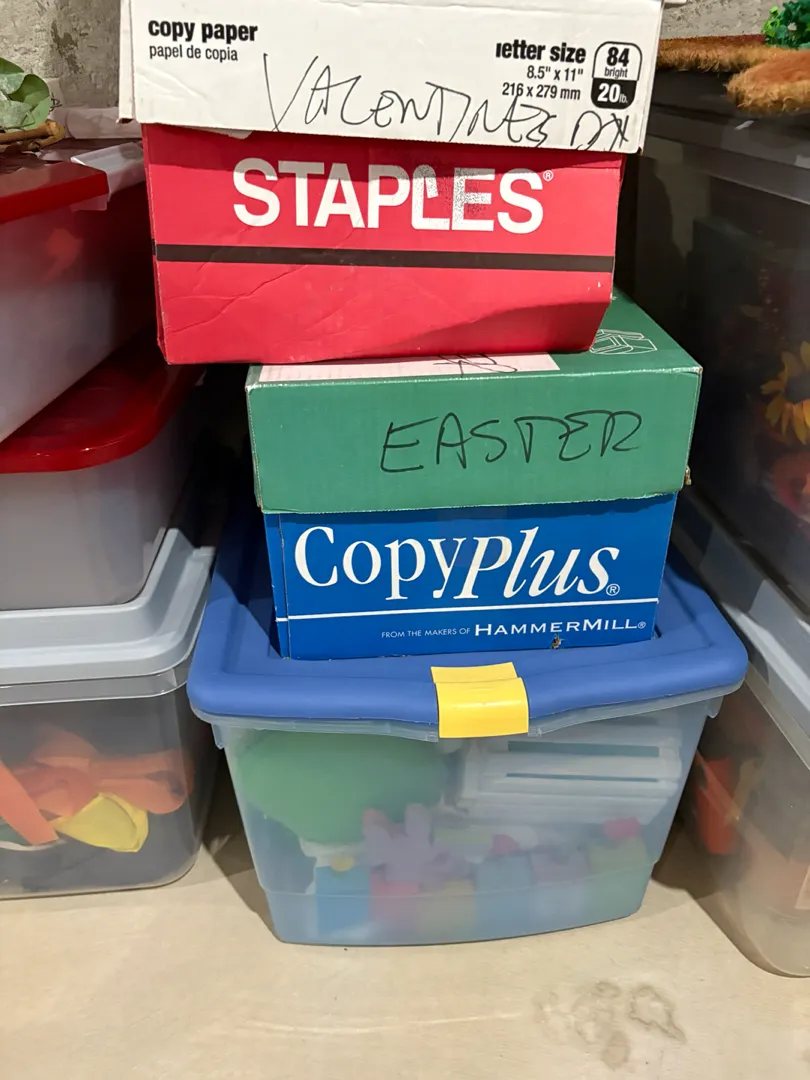 copy paper
papel de copia
letter size
8.5" x 11"
216 x 279 mm
84
bright
20lb.
VALENTINES DAY
STAPLES®
EASTER
CopyPlus®
FROM THE MAKERS OF HAMMERMILL®